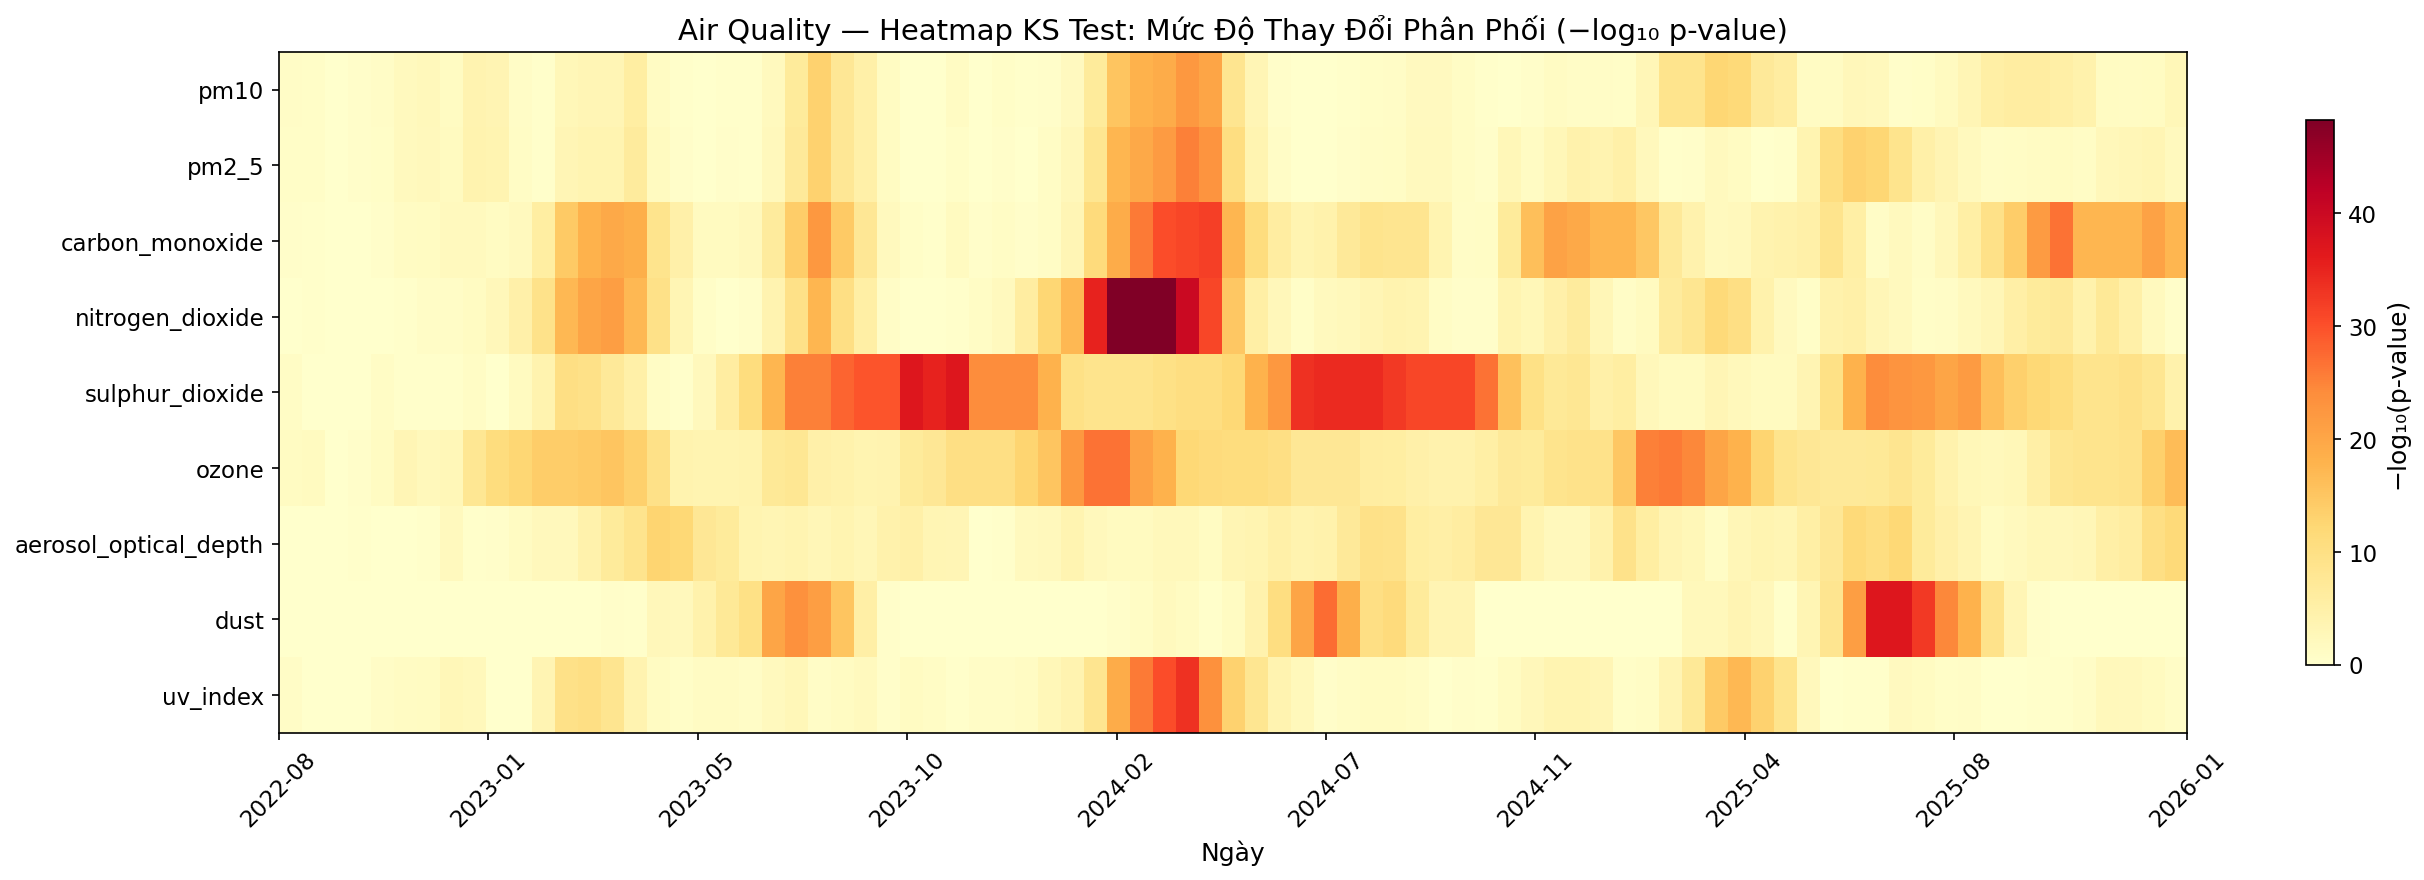 Air Quality — Heatmap KS Test: Mức Độ Thay Đổi Phân Phối (−log₁₀ p-value)
pm10
pm2_5
carbon_monoxide
nitrogen_dioxide
sulphur_dioxide
ozone
aerosol_optical_depth
dust
uv_index
2022-08
2023-01
2023-05
2023-10
2024-02
2024-07
2024-11
2025-04
2025-08
2026-01
Ngày
40
30
20
10
0
−log₁₀(p-value)